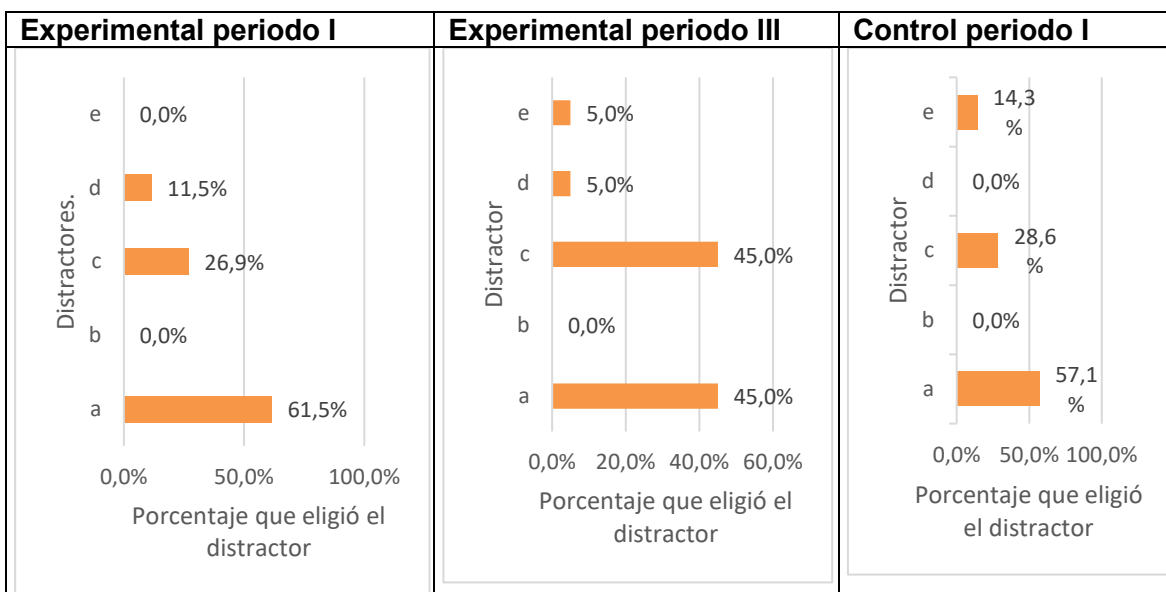 Experimental periodo I
Experimental periodo III
Control periodo I
Distractores.
e
0,0%
d
11,5%
c
26,9%
b
0,0%
a
61,5%
0,0%
50,0%
100,0%
Porcentaje que eligió el
distractor
Distractor
e
5,0%
d
5,0%
c
45,0%
b
0,0%
a
45,0%
0,0%
20,0%
40,0%
60,0%
Porcentaje que eligió el
distractor
Distractor
e
14,3
%
d
0,0%
c
28,6
%
b
0,0%
a
57,1
%
0,0%
50,0%
100,0%
Porcentaje que eligió
el distractor